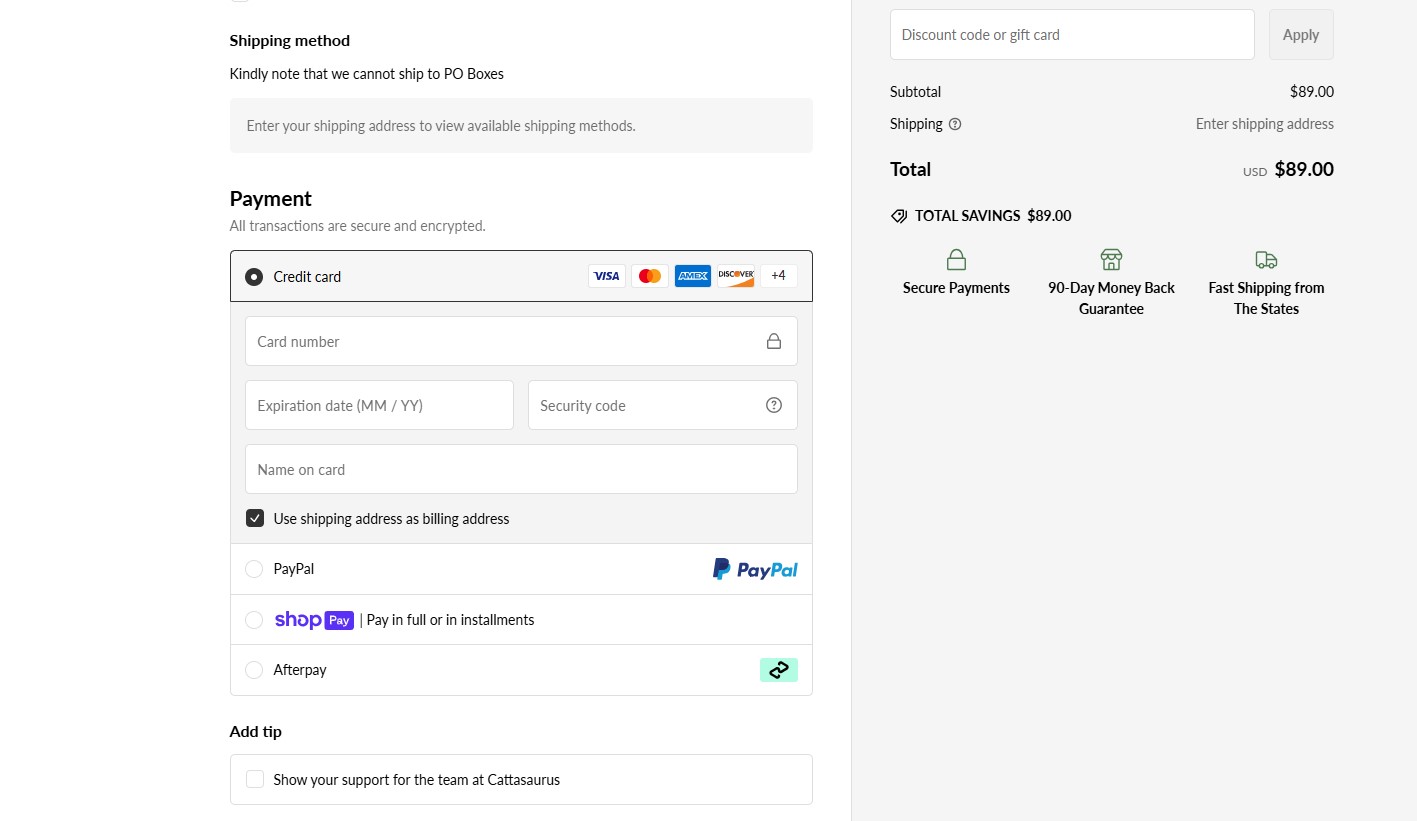 Shipping method
Kindly note that we cannot ship to PO Boxes
Enter your shipping address to view available shipping methods.
Payment
All transactions are secure and encrypted.
Credit card VISA AMEX DISCOVER +4
Card number
Expiration date (MM / YY) Security code
Name on card
Use shipping address as billing address
PayPal PayPal
shop Pay | Pay in full or in installments
Afterpay
Add tip
Show your support for the team at Cattasaurus
Discount code or gift card Apply
Subtotal $89.00
Shipping Enter shipping address
Total USD $89.00
TOTAL SAVINGS $89.00
Secure Payments
90-Day Money Back
Guarantee
Fast Shipping from
The States